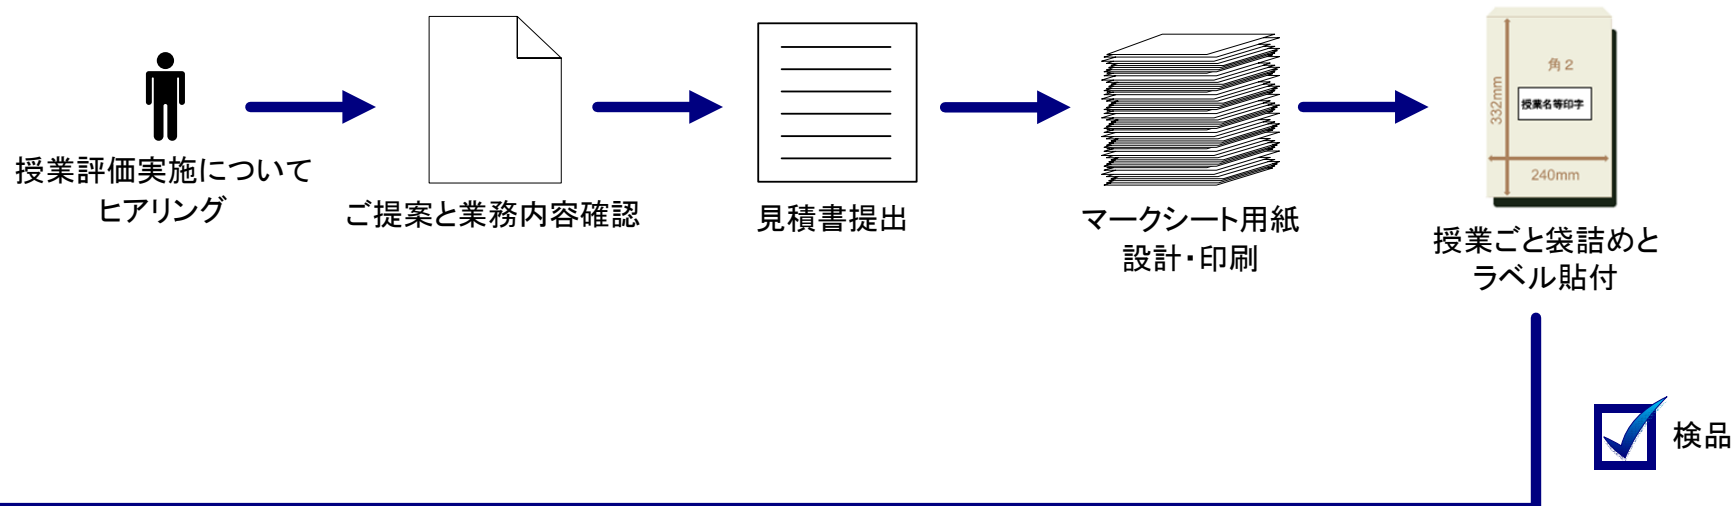 授業評価実施について
ヒアリング
ご提案と業務内容確認
見積書提出
マークシート用紙
設計・印刷
角2
332mm
授業名等印字
240mm
授業ごと袋詰めと
ラベル貼付
検品